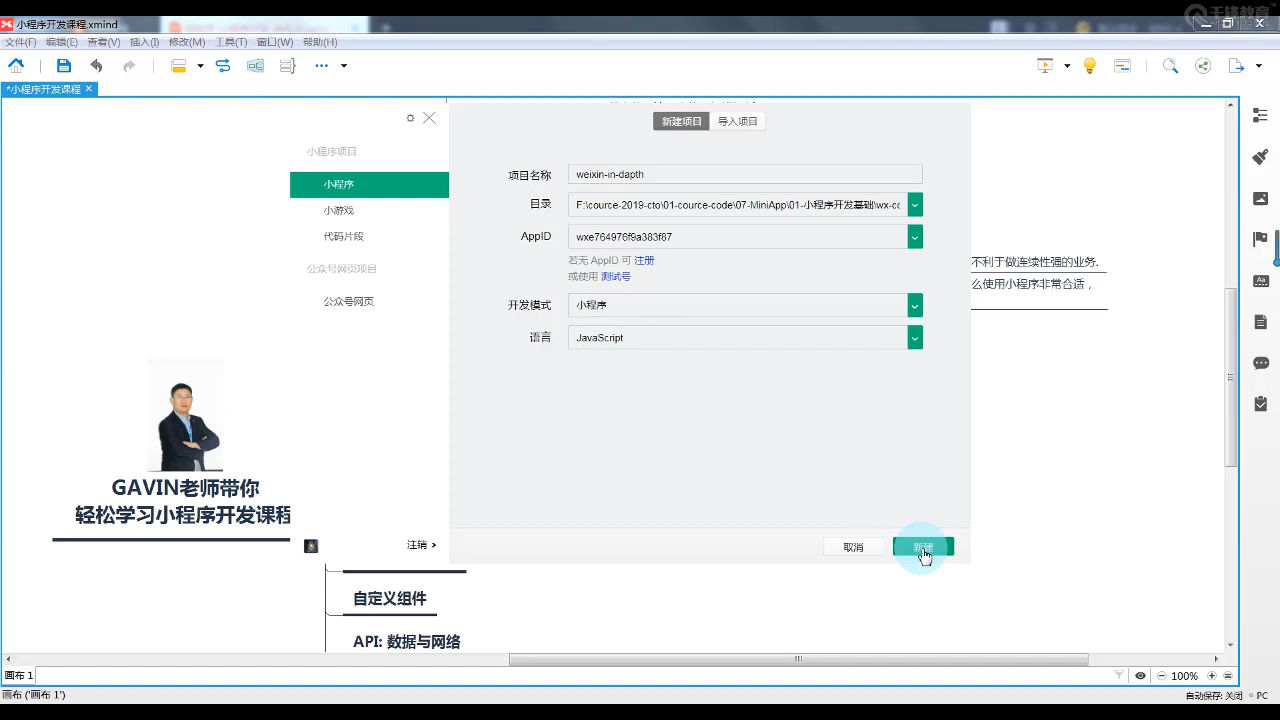 千锋教育
小程序开发课程.xmind
文件(F) 编辑(E) 查看(V) 插入(I) 修改(M) 工具(T) 窗口(W) 帮助(H)
*小程序开发课程
新建项目 导入项目
小程序项目
小程序
小游戏
代码片段
公众号网页项目
公众号网页
项目名称 weixin-in-dapth
目录 F:\cource-2019-cto\01-cource-code\07-MiniApp\01-小程序开发基础\wx-cc
AppID wxe764976f9a383f87
若无 AppID 可 注册
或使用 测试号
开发模式 小程序
语言 JavaScript
不利于做连续性强的业务.
么使用小程序非常合适，
GAVIN老师带你
轻松学习小程序开发课程
注销 >
取消 新建
自定义组件
API: 数据与网络
画布 1
100%
画布 ('画布 1')
自动保存: 关闭
PC